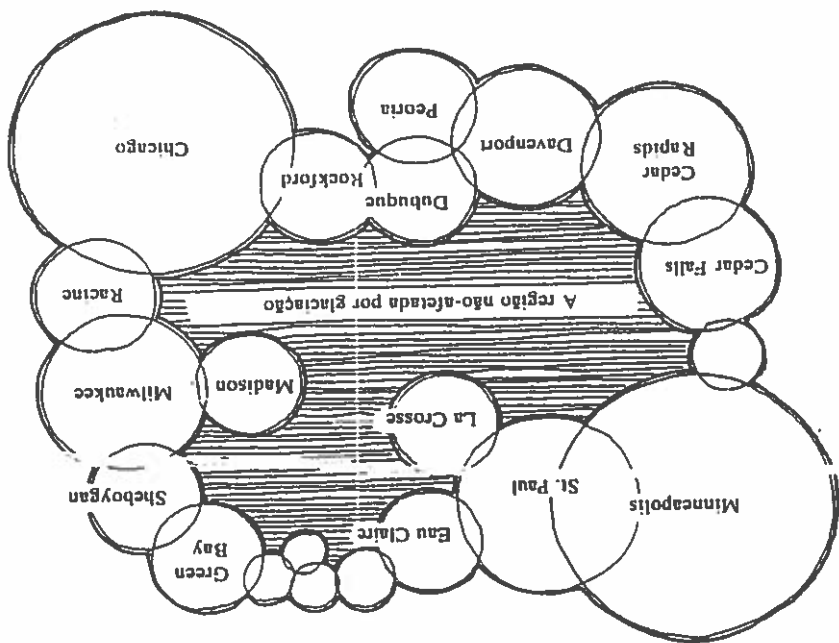 Minneapolis
St. Paul
Eau Claire
Green
Bay
Sheboygan
La Crosse
Madison
Milwaukee
A região não-afetada por glaciação
Racine
Cedar Falls
Cedar
Rapids
Davenport
Dubuque
Rockford
Peoria
Chicago